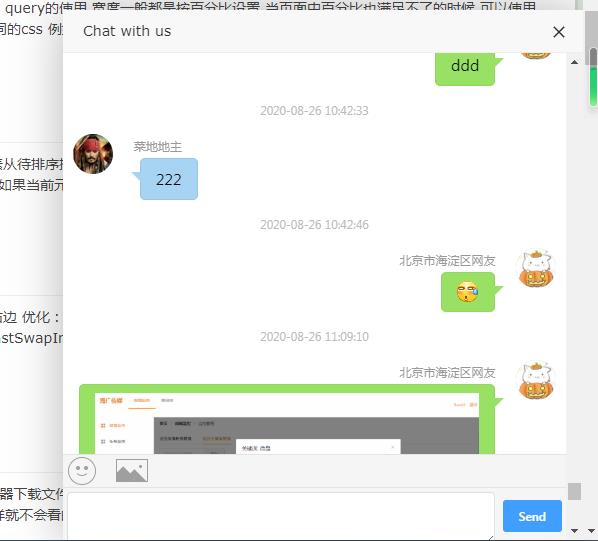 query的使用 宽度一般都是按百分比设置 当页面中百分比也满足不了的时候 可以使用
同的css 例
Chat with us
ddd
2020-08-26 10:42:33
菜地地主
222
2020-08-26 10:42:46
北京市海淀区网友
2020-08-26 11:09:10
北京市海淀区网友
素从待排序
如果当前元
边 优化：
astSwapIn
器下载文件
样就不会看
Send